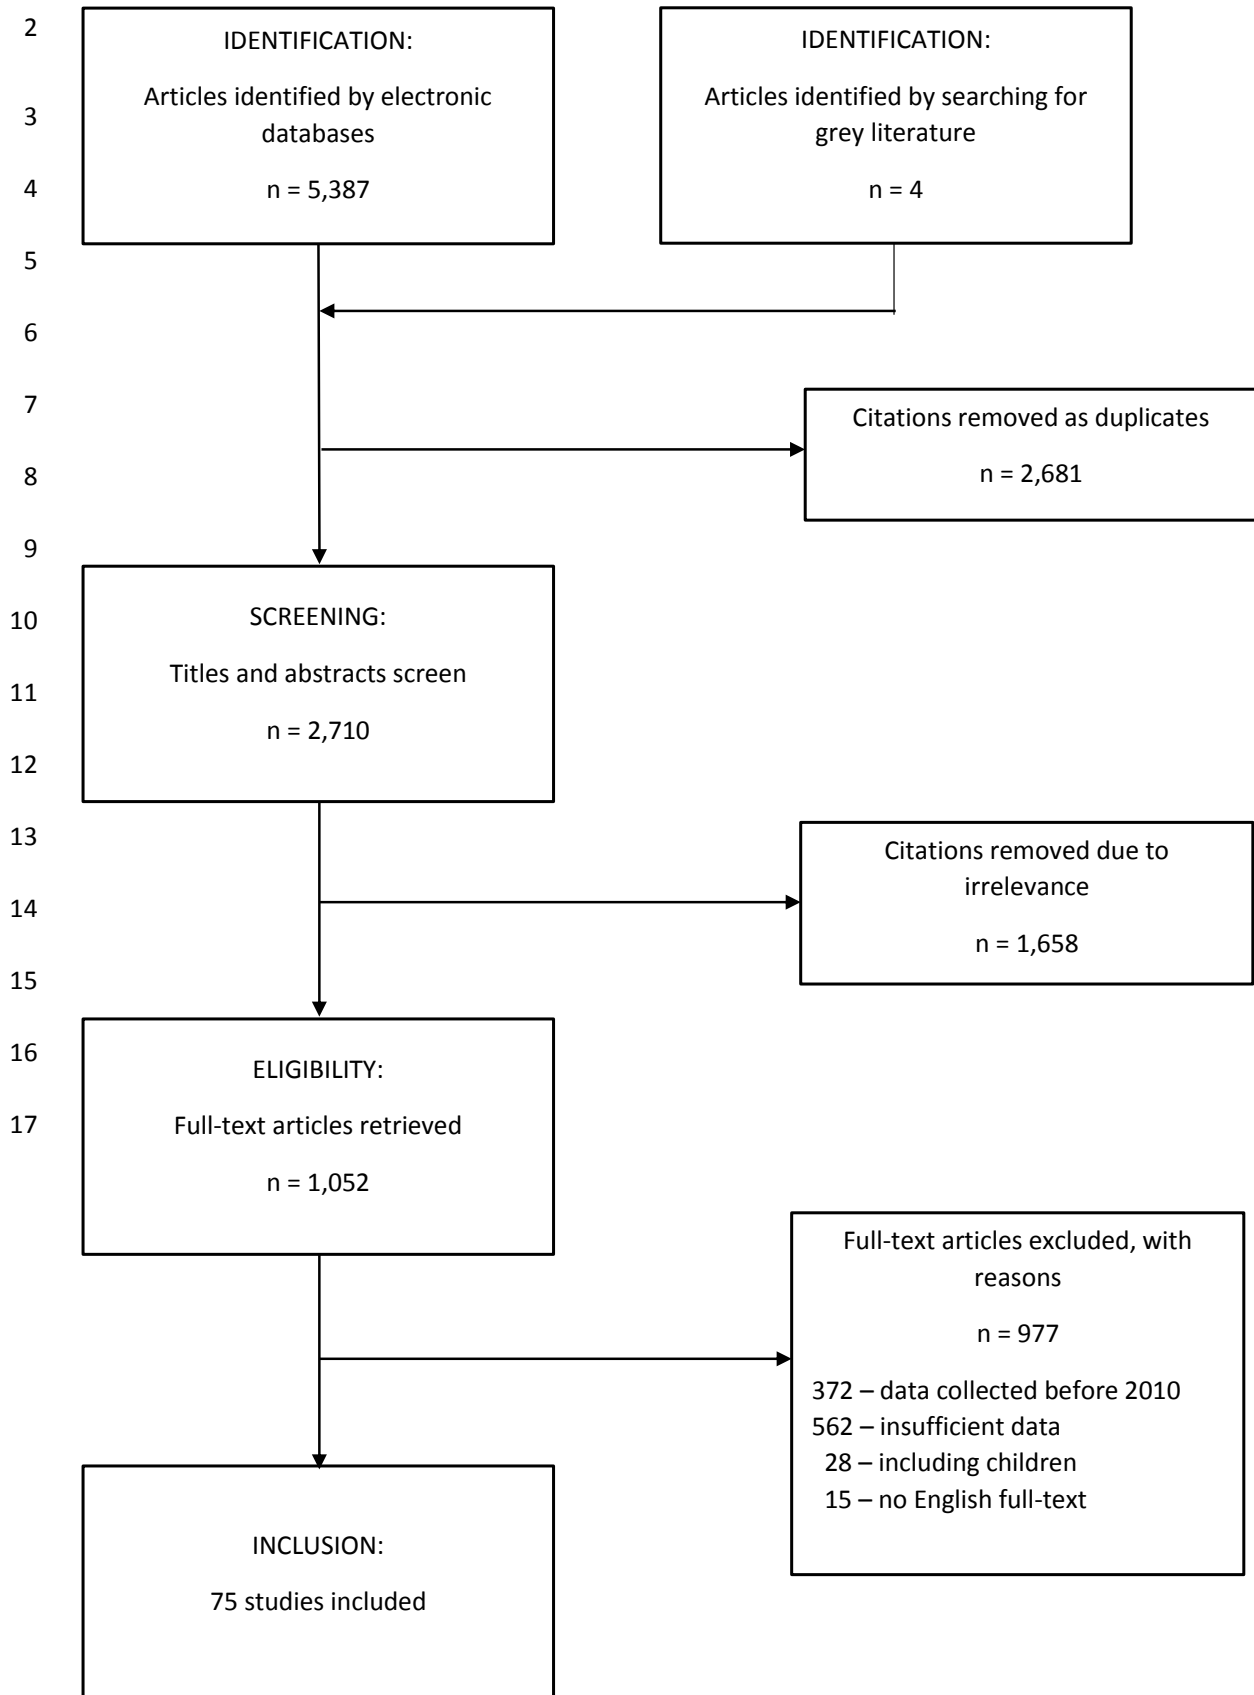 2
IDENTIFICATION:
Articles identified by electronic
databases
n = 5,387
IDENTIFICATION:
Articles identified by searching for
grey literature
n = 4
3
4
5
6
7
Citations removed as duplicates
n = 2,681
8
9
10
SCREENING:
Titles and abstracts screen
n = 2,710
11
12
13
Citations removed due to
irrelevance
n = 1,658
14
15
16
ELIGIBILITY:
Full-text articles retrieved
n = 1,052
17
Full-text articles excluded, with
reasons
n = 977
372 – data collected before 2010
562 – insufficient data
28 – including children
15 – no English full-text
INCLUSION:
75 studies included